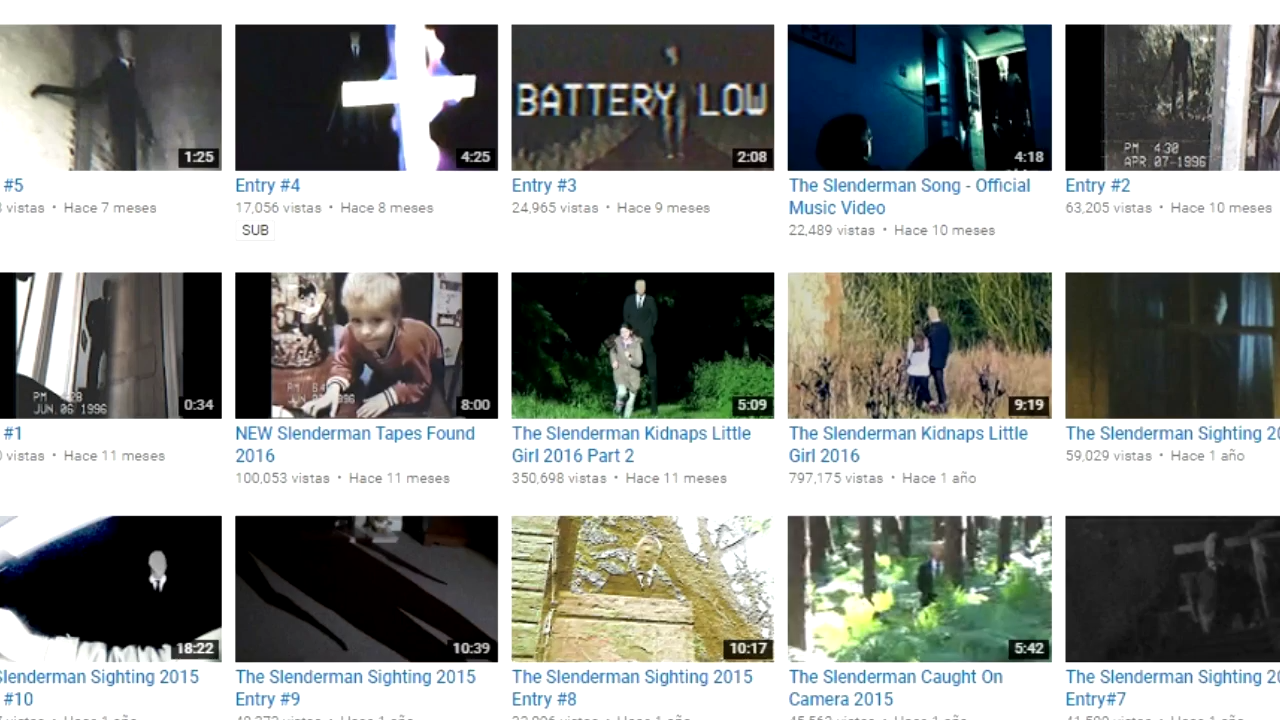 1:25
4:25
BATTERY LOW
2:08
4:18
PM 4:30
APR. 07-1996
#5
Entry #4
Entry #3
The Slenderman Song - Official
Music Video
Entry #2
vistas • Hace 7 meses
17,056 vistas • Hace 8 meses
24,965 vistas • Hace 9 meses
22,489 vistas • Hace 10 meses
63,205 vistas • Hace 10 meses
SUB
PM
JUN. 06 1996
0:34
PM
8:00
5:09
9:19
#1
NEW Slenderman Tapes Found
2016
The Slenderman Kidnaps Little
Girl 2016 Part 2
The Slenderman Kidnaps Little
Girl 2016
The Slenderman Sighting
vistas • Hace 11 meses
100,053 vistas • Hace 11 meses
350,698 vistas • Hace 11 meses
797,175 vistas • Hace 1 año
59,029 vistas • Hace 1 año
18:22
10:39
10:17
5:42
Slenderman Sighting 2015
#10
The Slenderman Sighting 2015
Entry #9
The Slenderman Sighting 2015
Entry #8
The Slenderman Caught On
Camera 2015
The Slenderman Sighting
Entry#7